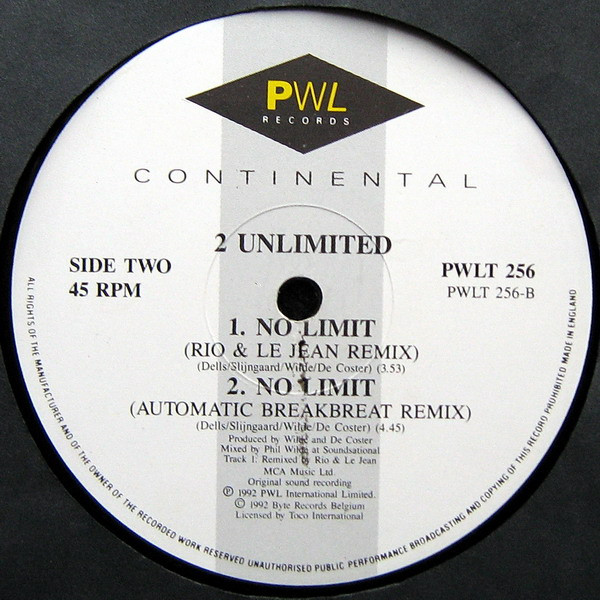 PWL
RECORDS
CONTINENTAL
2 UNLIMITED
SIDE TWO
45 RPM
PWLT 256
PWLT 256-B
1. NO LIMIT
(RIO & LE JEAN REMIX)
(Dells/Slijngaard/Wilde/De Coster) (3.53)
2. NO LIMIT
(AUTOMATIC BREAKBREAT REMIX)
(Dells/Slijngaard/Wilde/De Coster) (4.45)
Produced by Wilde and De Coster
Mixed by Phil Wilde at Soundsational
Track 1: Remixed by Rio & Le Jean
MCA Music Ltd.
Original sound recording
Ⓟ 1992 PWL International Limited.
© 1992 Byte Records Belgium
Licensed by Toco International
ALL RIGHTS OF THE MANUFACTURER AND OF THE OWNER OF THE RECORDED WORK RESERVED UNAUTHORISED PUBLIC PERFORMANCE BROADCASTING AND COPYING OF THIS RECORD PROHIBITED MADE IN ENGLAND